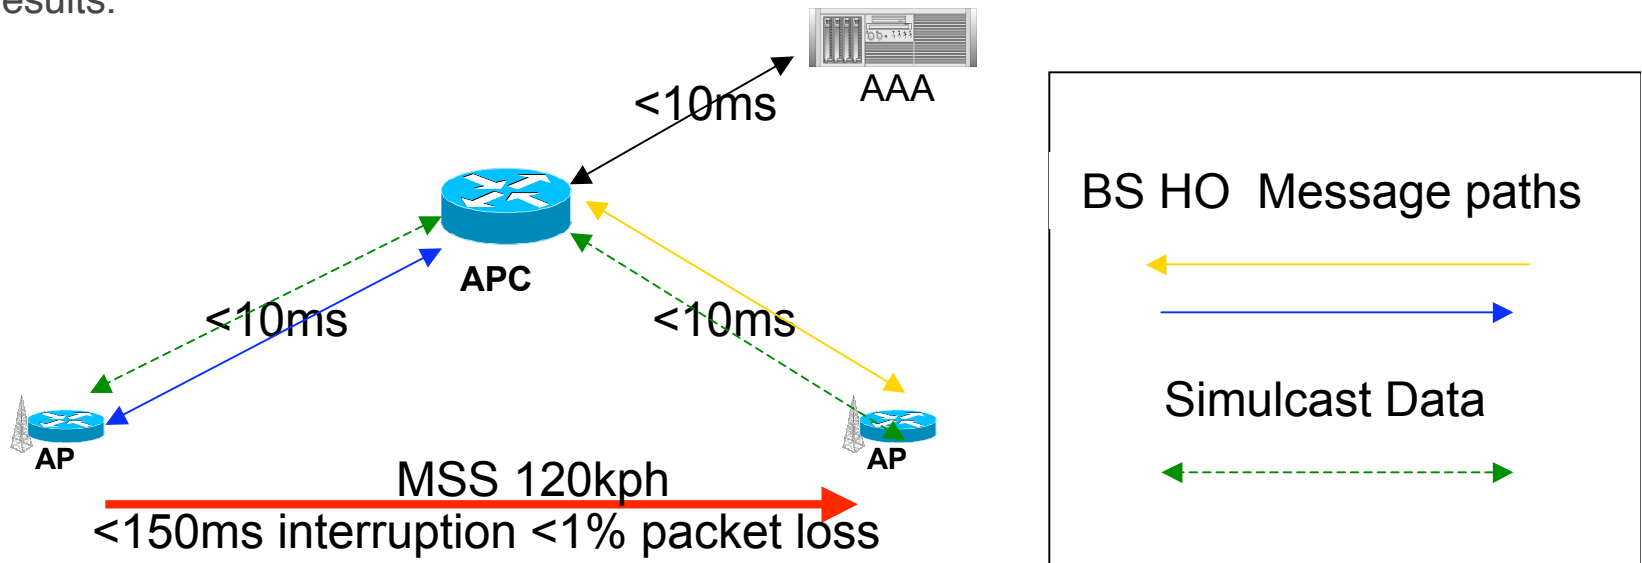 esults:
AAA
<10ms
BS HO Message paths
APC
<10ms
<10ms
Simulcast Data
AP
AP
MSS 120kph
<150ms interruption <1% packet loss